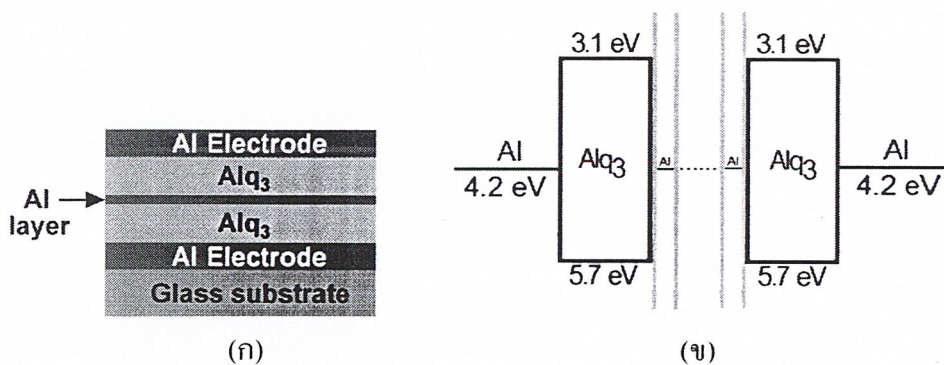 Al Electrode
Alq₃
Al layer
Alq₃
Al Electrode
Glass substrate
(ก)
3.1 eV
3.1 eV
Al
4.2 eV
Alq₃
Al
Al
Alq₃
Al
4.2 eV
5.7 eV
5.7 eV
(ข)